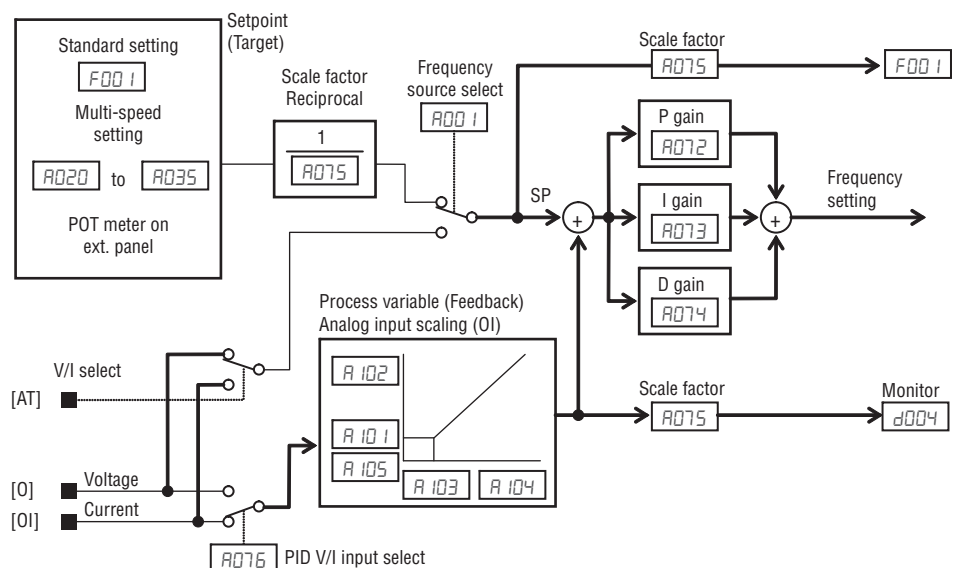 Setpoint
(Target)
Standard setting
F001
Multi-speed
setting
A020 to A035
POT meter on
ext. panel
Scale factor
Reciprocal
1
A075
Frequency
source select
A001
Scale factor
A075
F001
SP
+
P gain
A072
I gain
A073
D gain
A074
+
Frequency
setting
Process variable (Feedback)
Analog input scaling (OI)
A102
A101
A105
A103
A104
Scale factor
A075
Monitor
d004
V/I select
[AT]
[O]
Voltage
[OI]
Current
A076 PID V/I input select